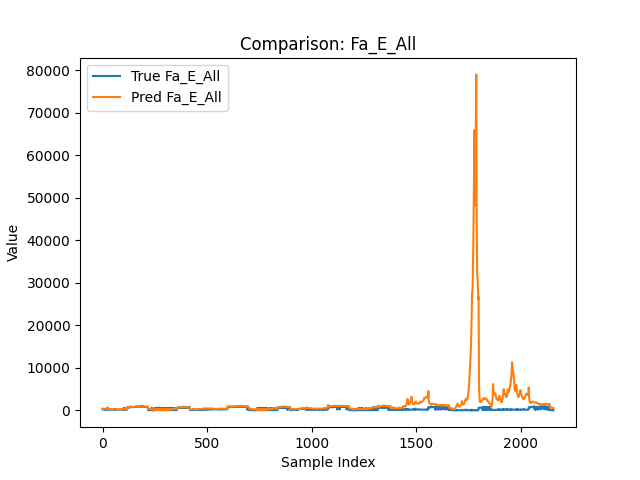 Comparison: Fa_E_All
True Fa_E_All
Pred Fa_E_All
80000
70000
60000
50000
40000
30000
20000
10000
0
Value
0 500 1000 1500 2000
Sample Index